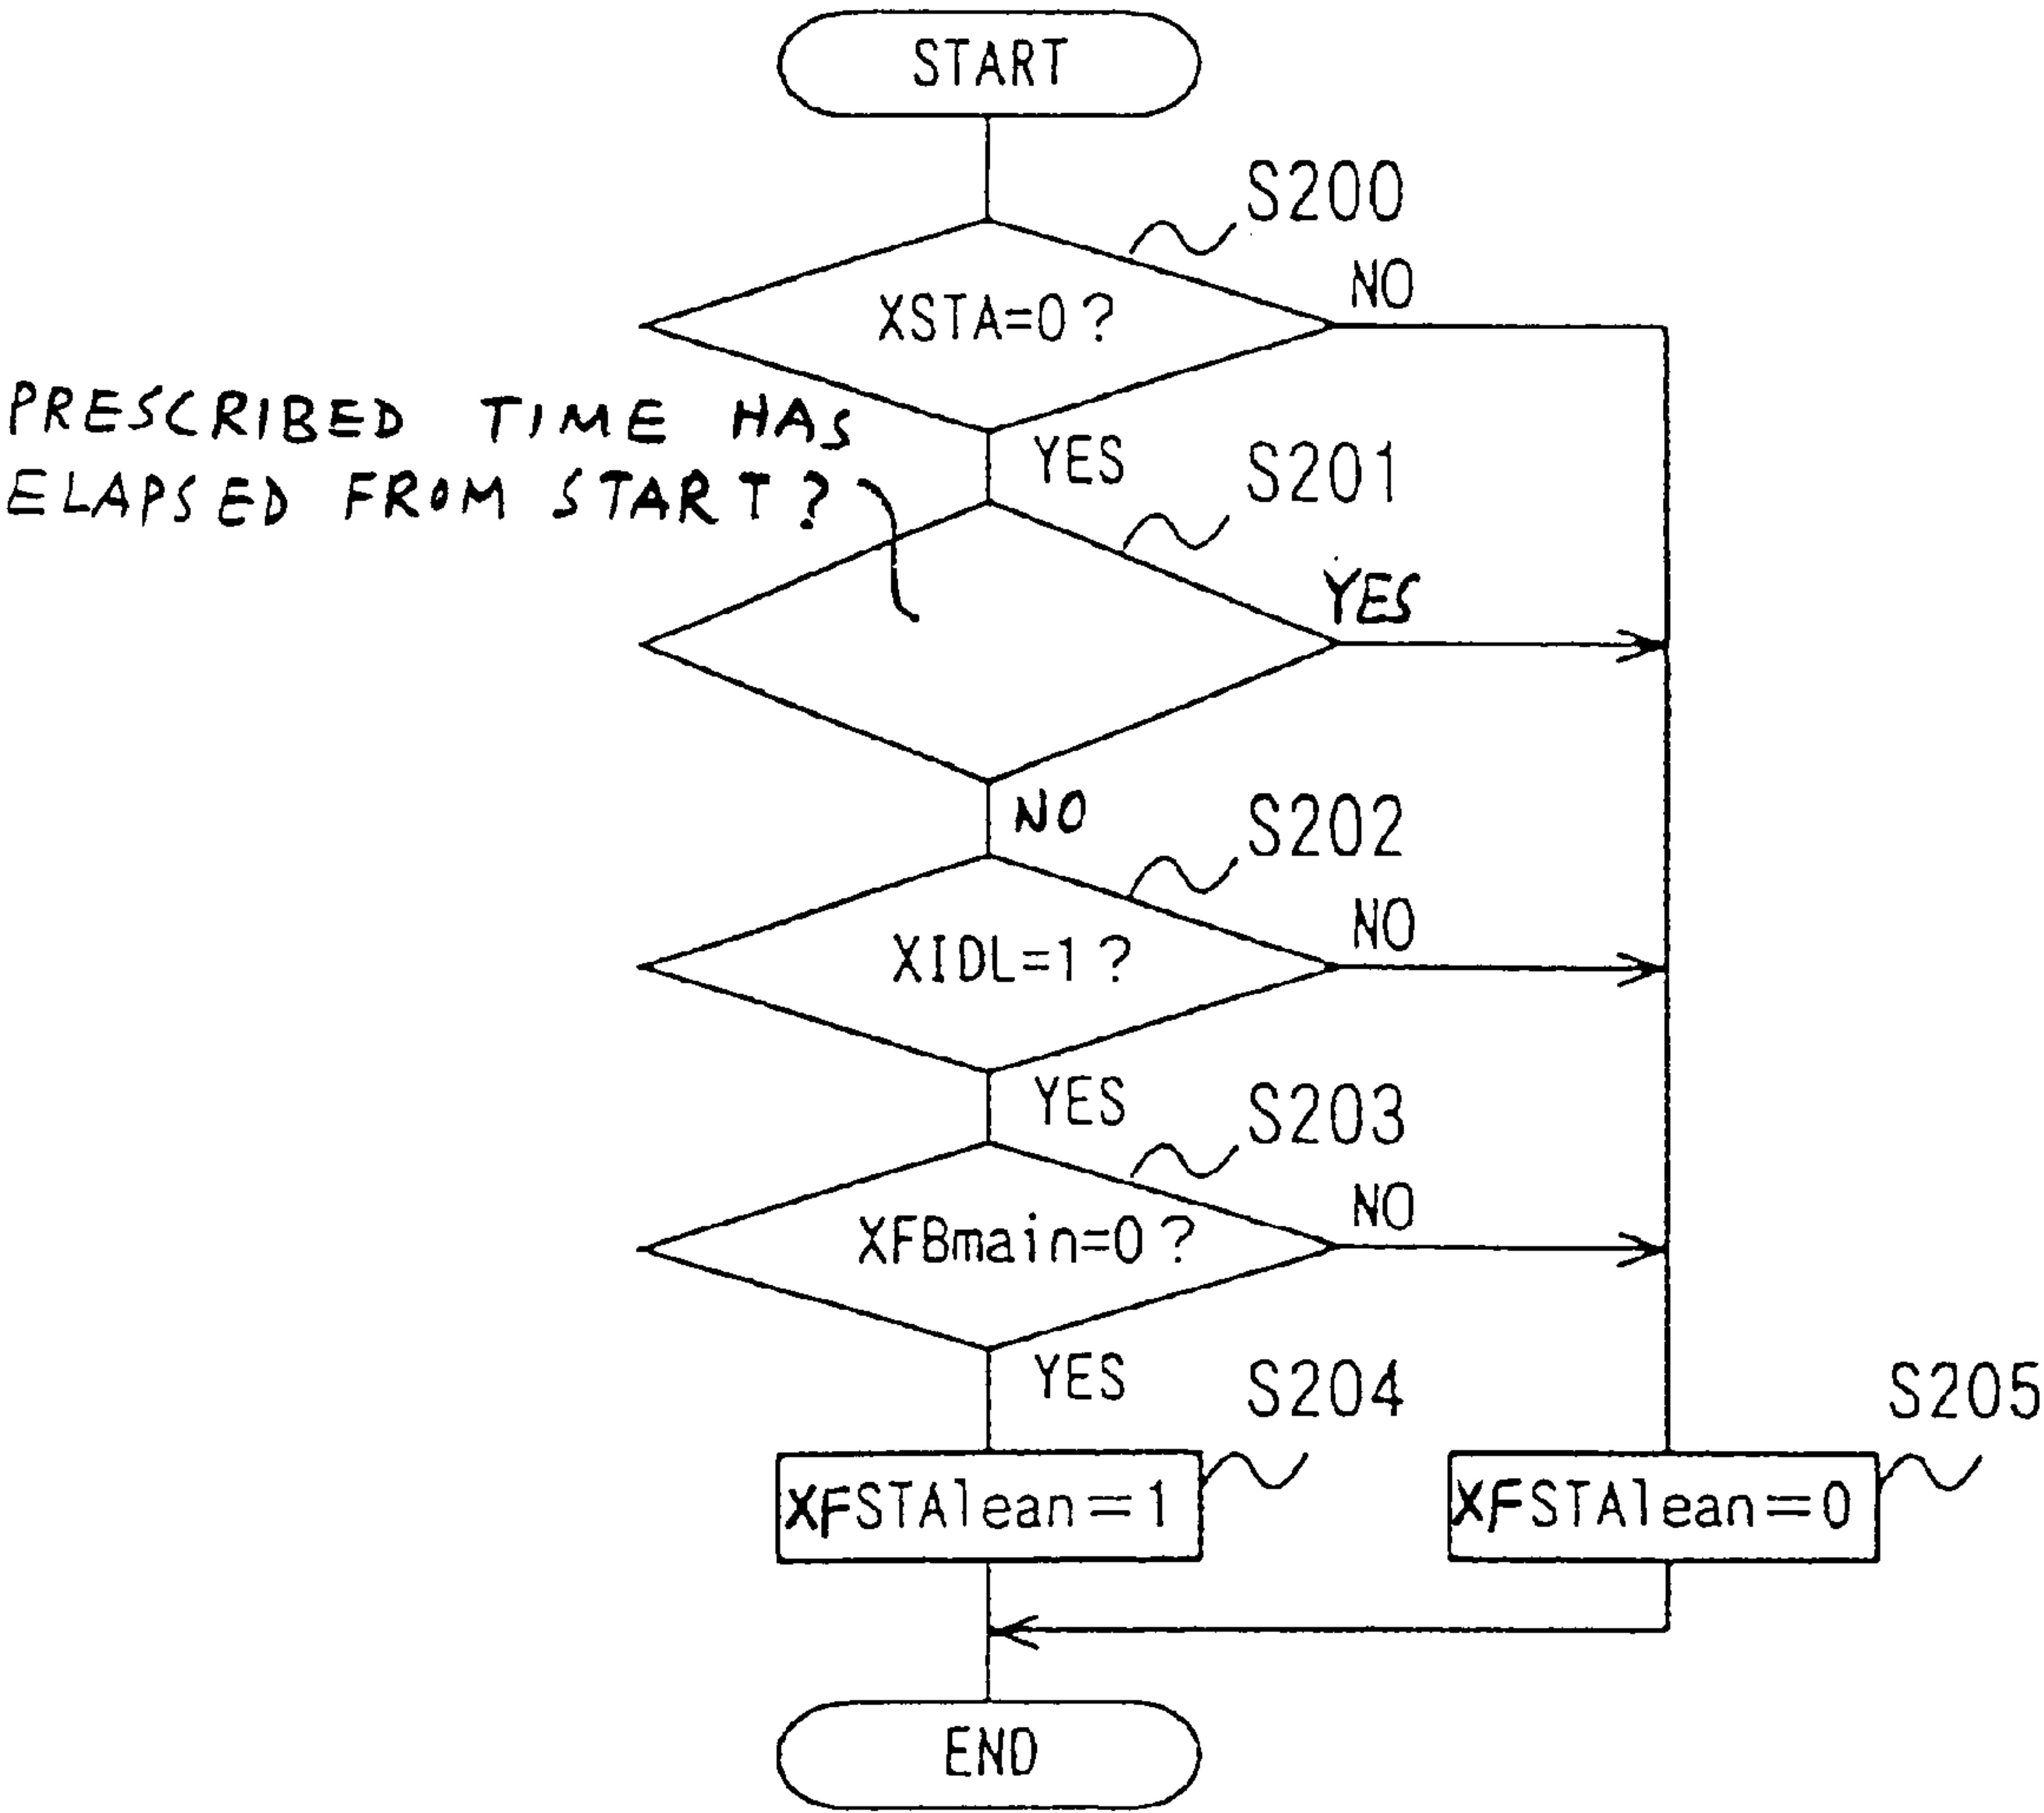 START
S200
XSTA=0?
NO
PRESCRIBED TIME HAS
ELAPSED FROM START?
YES
S201
YES
NO
S202
XIDL=1?
NO
YES
S203
XFBmain=0?
NO
YES
S204
S205
XFSTAlean=1
XFSTAlean=0
END